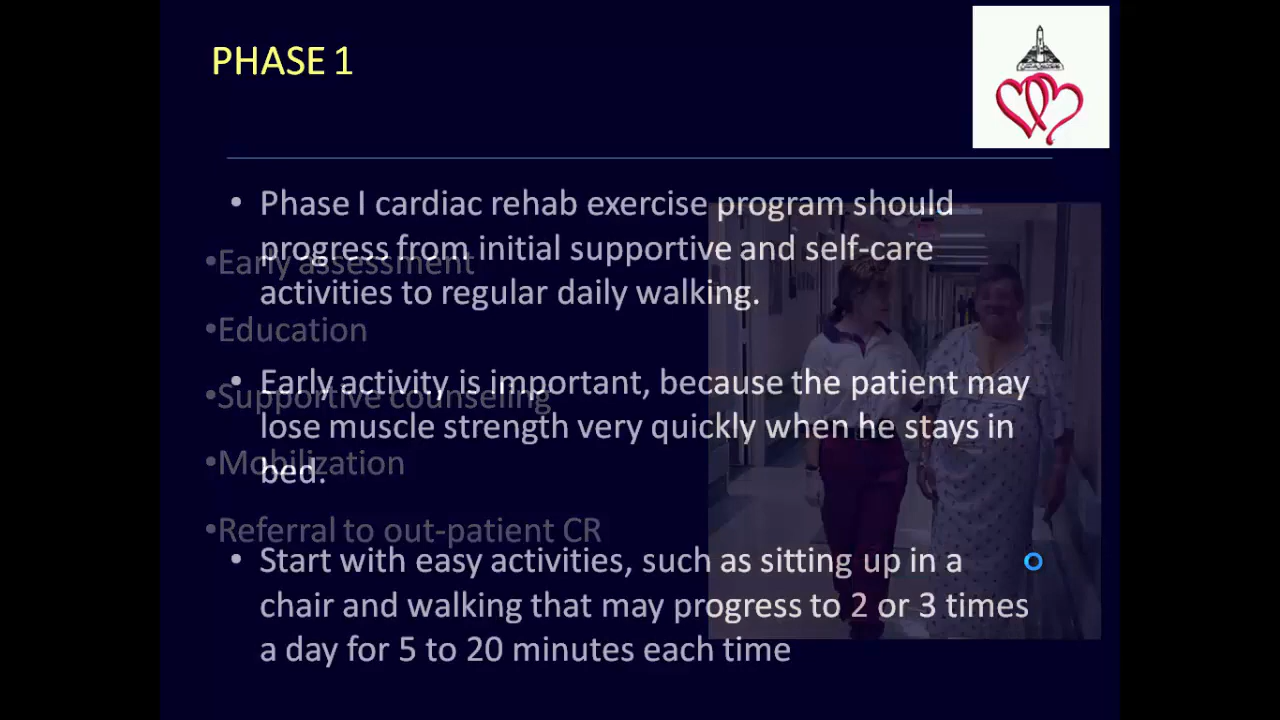 PHASE 1
• Phase I cardiac rehab exercise program should
progress from initial supportive and self-care
activities to regular daily walking.
• Early activity is important, because the patient may
lose muscle strength very quickly when he stays in
bed.
• Start with easy activities, such as sitting up in a
chair and walking that may progress to 2 or 3 times
a day for 5 to 20 minutes each time
•Early assessment
•Education
•Supportive counseling
•Mobilization
•Referral to out-patient CR